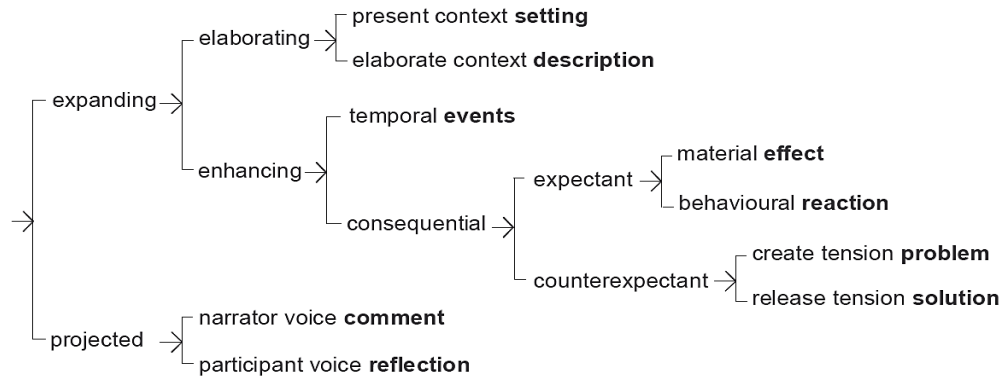 present context setting
elaborating
elaborate context description
expanding
temporal events
enhancing
material effect
expectant
behavioural reaction
consequential
create tension problem
counterexpectant
release tension solution
narrator voice comment
projected
participant voice reflection